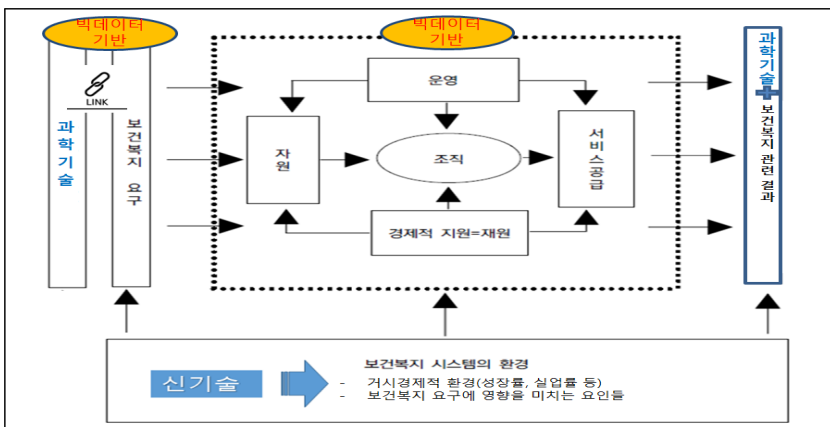 빅데이터
기반
빅데이터
기반
LINK
과학기술
보건복지 요구
운영
자원
조직
서비스공급
경제적 지원=재원
과학기술
보건복지 관련 결과
보건복지 시스템의 환경
신기술
- 거시경제적 환경(성장률, 실업률 등)
- 보건복지 요구에 영향을 미치는 요인들